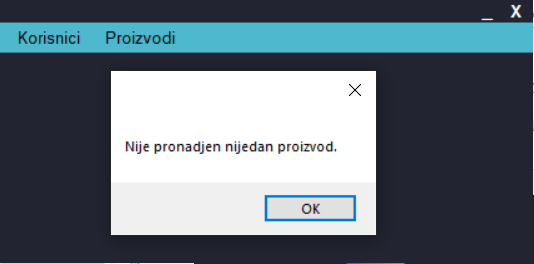 _ X
Korisnici Proizvodi
Nije pronadjen nijedan proizvod.
OK